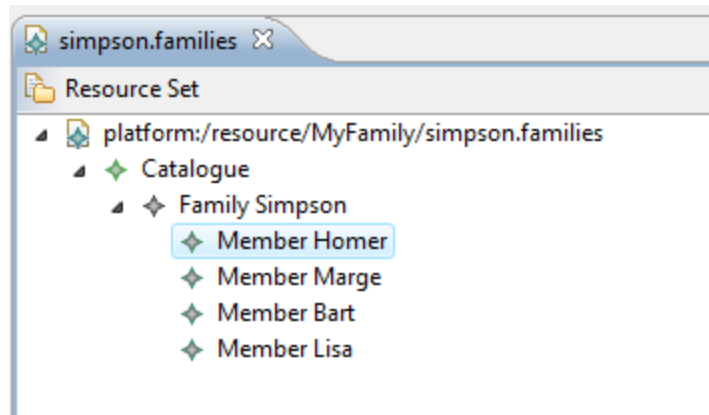 simpson.families
Resource Set
platform:/resource/MyFamily/simpson.families
Catalogue
Family Simpson
Member Homer
Member Marge
Member Bart
Member Lisa